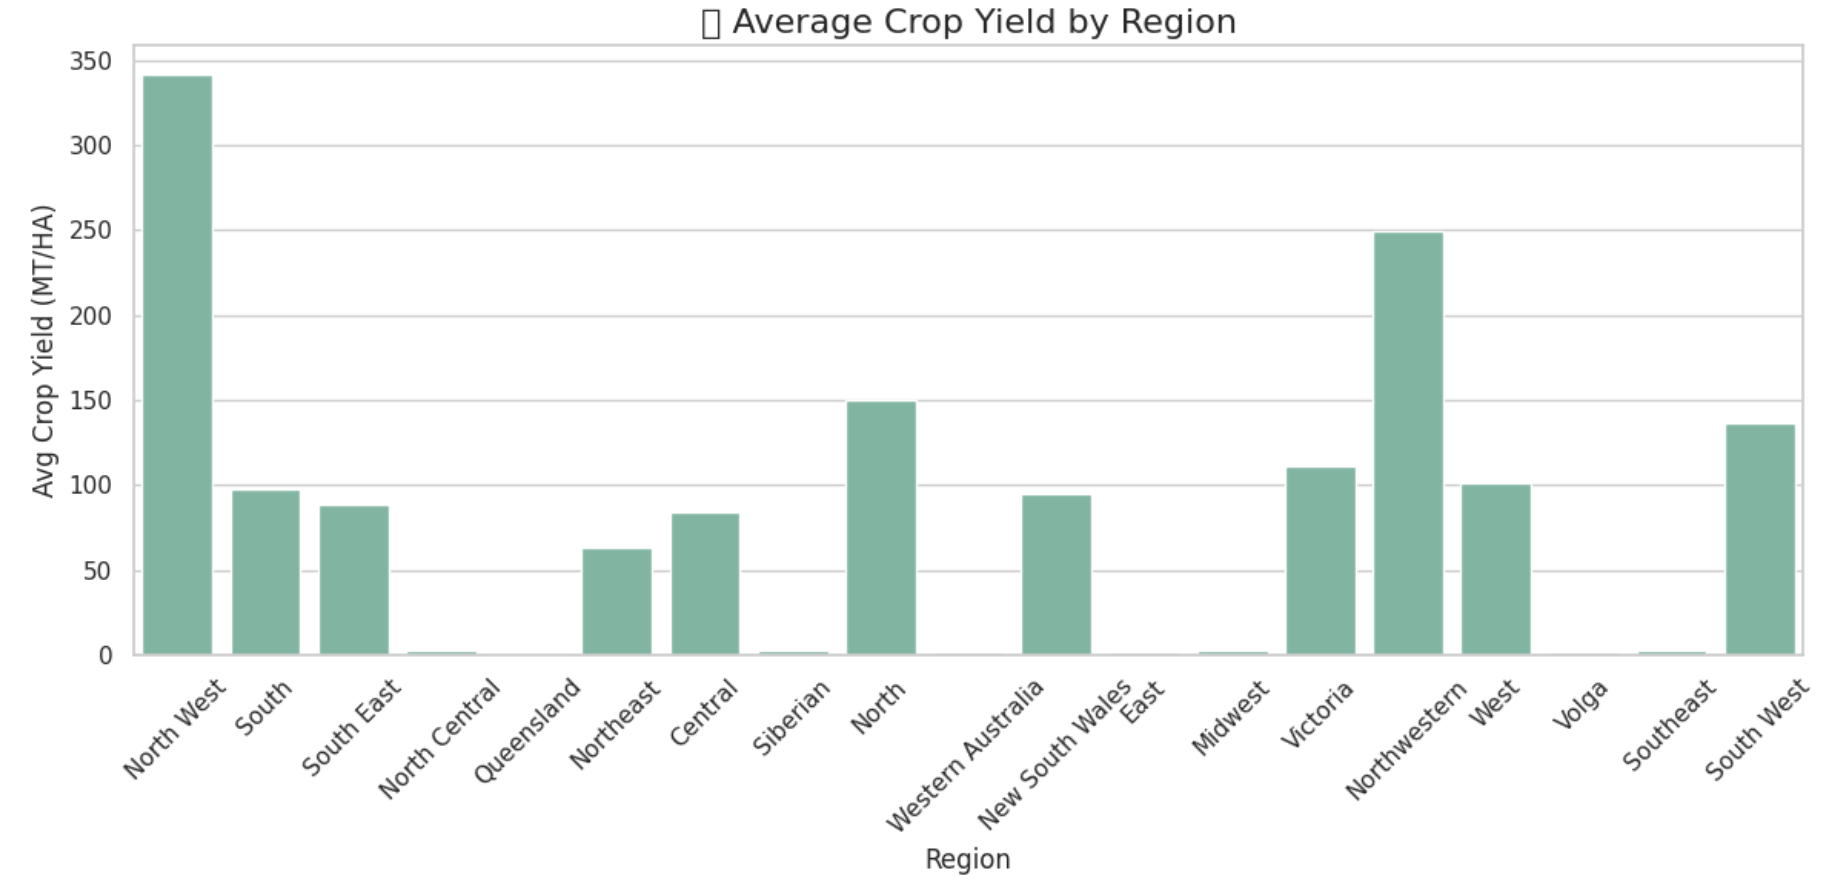 Average Crop Yield by Region
Avg Crop Yield (MT/HA)
350
300
250
200
150
100
50
0
North West
South
South East
North Central
Queensland
Northeast
Central
Siberian
North
Western Australia
New South Wales
East
Midwest
Victoria
Northwestern
West
Volga
Southeast
South West
Region